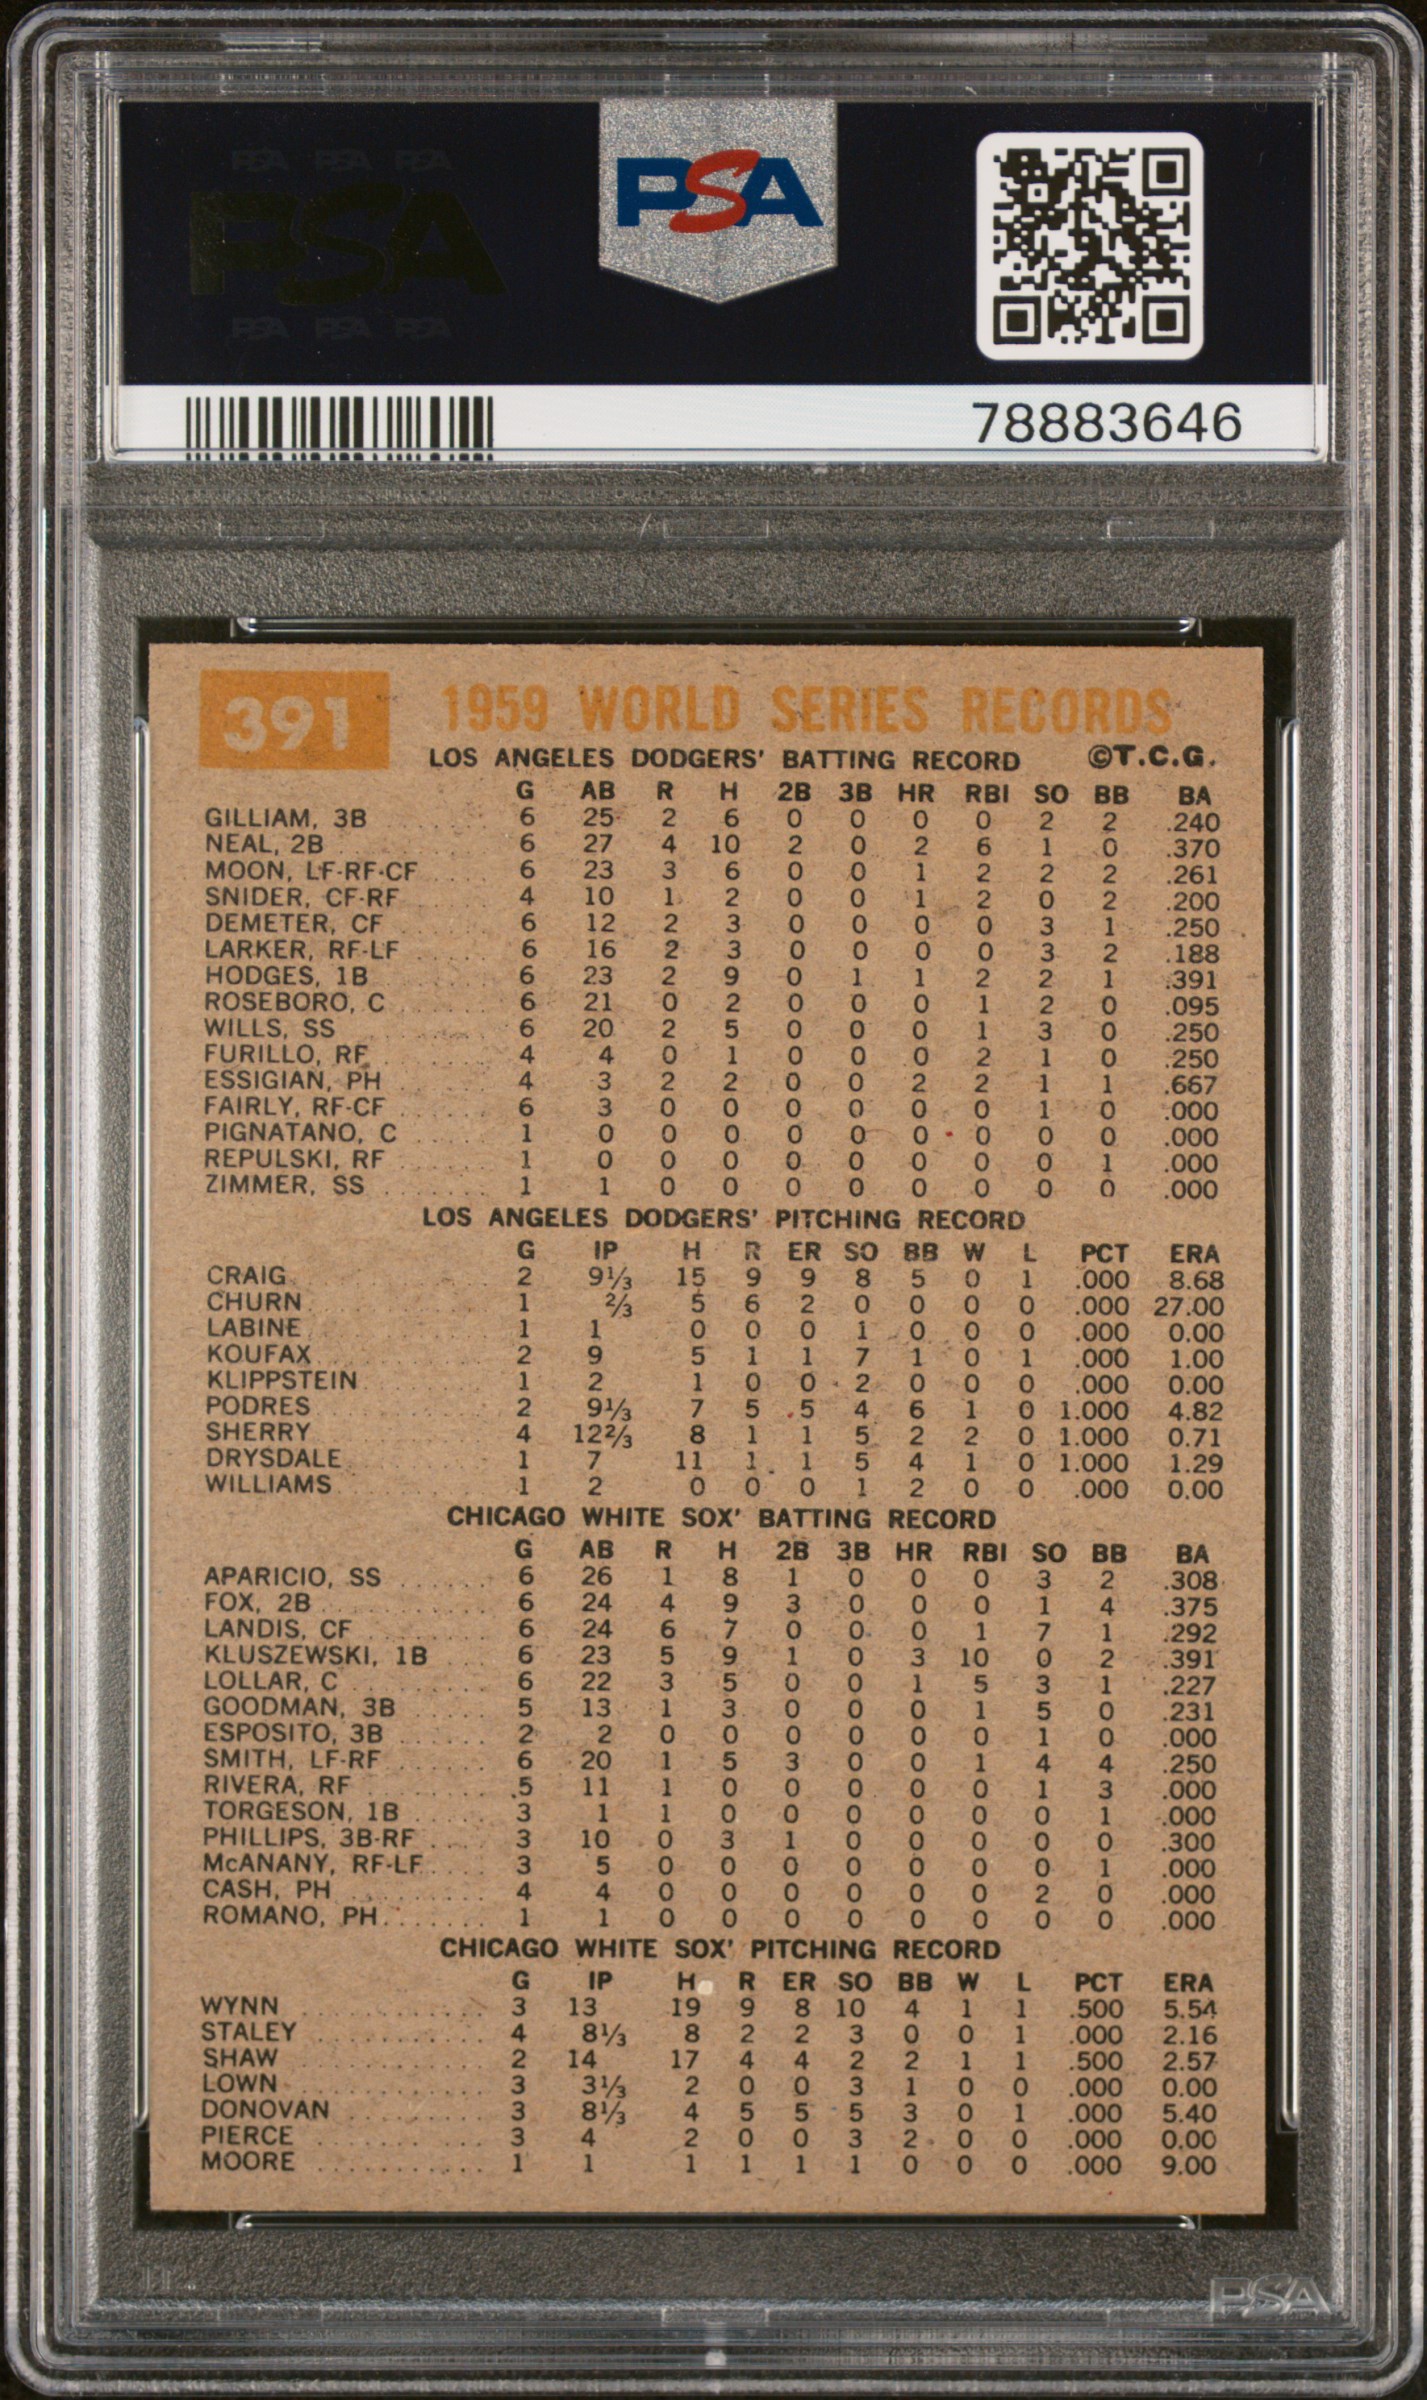 PSA PSA PSA
PSA
PSA PSA PSA
PSA
78883646
391 1959 WORLD SERIES RECORDS
LOS ANGELES DODGERS' BATTING RECORD ©T.C.G.
G AB R H 2B 3B HR RBI SO BB BA
GILLIAM, 3B 6 25 2 6 0 0 0 0 2 2 .240
NEAL, 2B 6 27 4 10 2 0 2 6 1 0 .370
MOON, LF-RF-CF 6 23 3 6 0 0 1 2 2 2 .261
SNIDER, CF-RF 4 10 1 2 0 0 1 2 0 2 .200
DEMETER, CF 6 12 2 3 0 0 0 0 3 1 .250
LARKER, RF-LF 6 16 2 3 0 0 0 0 3 2 .188
HODGES, 1B 6 23 2 9 0 1 1 2 2 1 .391
ROSEBORO, C 6 21 0 2 0 0 0 1 2 0 .095
WILLS, SS 6 20 2 5 0 0 0 1 3 0 .250
FURILLO, RF 4 4 0 1 0 0 0 2 1 0 .250
ESSIGIAN, PH 4 3 2 2 0 0 2 2 1 1 .667
FAIRLY, RF-CF 6 3 0 0 0 0 0 0 1 0 .000
PIGNATANO, C 1 0 0 0 0 0 0 0 0 0 .000
REPULSKI, RF 1 0 0 0 0 0 0 0 0 1 .000
ZIMMER, SS 1 1 0 0 0 0 0 0 0 0 .000
LOS ANGELES DODGERS' PITCHING RECORD
G IP H R ER SO BB W L PCT ERA
CRAIG 2 9⅓ 15 9 9 8 5 0 1 .000 8.68
CHURN 1 ⅔ 5 6 2 0 0 0 0 .000 27.00
LABINE 1 1 0 0 0 1 0 0 0 .000 0.00
KOUFAX 2 9 5 1 1 7 1 0 1 .000 1.00
KLIPPSTEIN 1 2 1 0 0 2 0 0 0 .000 0.00
PODRES 2 9⅓ 7 5 5 4 6 1 0 1.000 4.82
SHERRY 4 12⅔ 8 1 1 5 2 2 0 1.000 0.71
DRYSDALE 1 7 11 1 1 5 4 1 0 1.000 1.29
WILLIAMS 1 2 0 0 0 1 2 0 0 .000 0.00
CHICAGO WHITE SOX' BATTING RECORD
G AB R H 2B 3B HR RBI SO BB BA
APARICIO, SS 6 26 1 8 1 0 0 0 3 2 .308
FOX, 2B 6 24 4 9 3 0 0 0 1 4 .375
LANDIS, CF 6 24 6 7 0 0 0 1 7 1 .292
KLUSZEWSKI, 1B 6 23 5 9 1 0 3 10 0 2 .391
LOLLAR, C 6 22 3 5 0 0 1 5 3 1 .227
GOODMAN, 3B 5 13 1 3 0 0 0 1 5 0 .231
ESPOSITO, 3B 2 2 0 0 0 0 0 0 1 0 .000
SMITH, LF-RF 6 20 1 5 3 0 0 1 4 4 .250
RIVERA, RF 5 11 1 0 0 0 0 0 1 3 .000
TORGESON, 1B 3 1 1 0 0 0 0 0 0 1 .000
PHILLIPS, 3B-RF 3 10 0 3 1 0 0 0 0 0 .300
McANANY, RF-LF 3 5 0 0 0 0 0 0 0 1 .000
CASH, PH 4 4 0 0 0 0 0 0 2 0 .000
ROMANO, PH 1 1 0 0 0 0 0 0 0 0 .000
CHICAGO WHITE SOX' PITCHING RECORD
G IP H R ER SO BB W L PCT ERA
WYNN 3 13 19 9 8 10 4 1 1 .500 5.54
STALEY 4 8⅓ 8 2 2 3 0 0 1 .000 2.16
SHAW 2 14 17 4 4 2 2 1 1 .500 2.57
LOWN 3 3⅓ 2 0 0 3 1 0 0 .000 0.00
DONOVAN 3 8⅓ 4 5 5 5 3 0 1 .000 5.40
PIERCE 3 4 2 0 0 3 2 0 0 .000 0.00
MOORE 1 1 1 1 1 1 0 0 0 .000 9.00
PSA